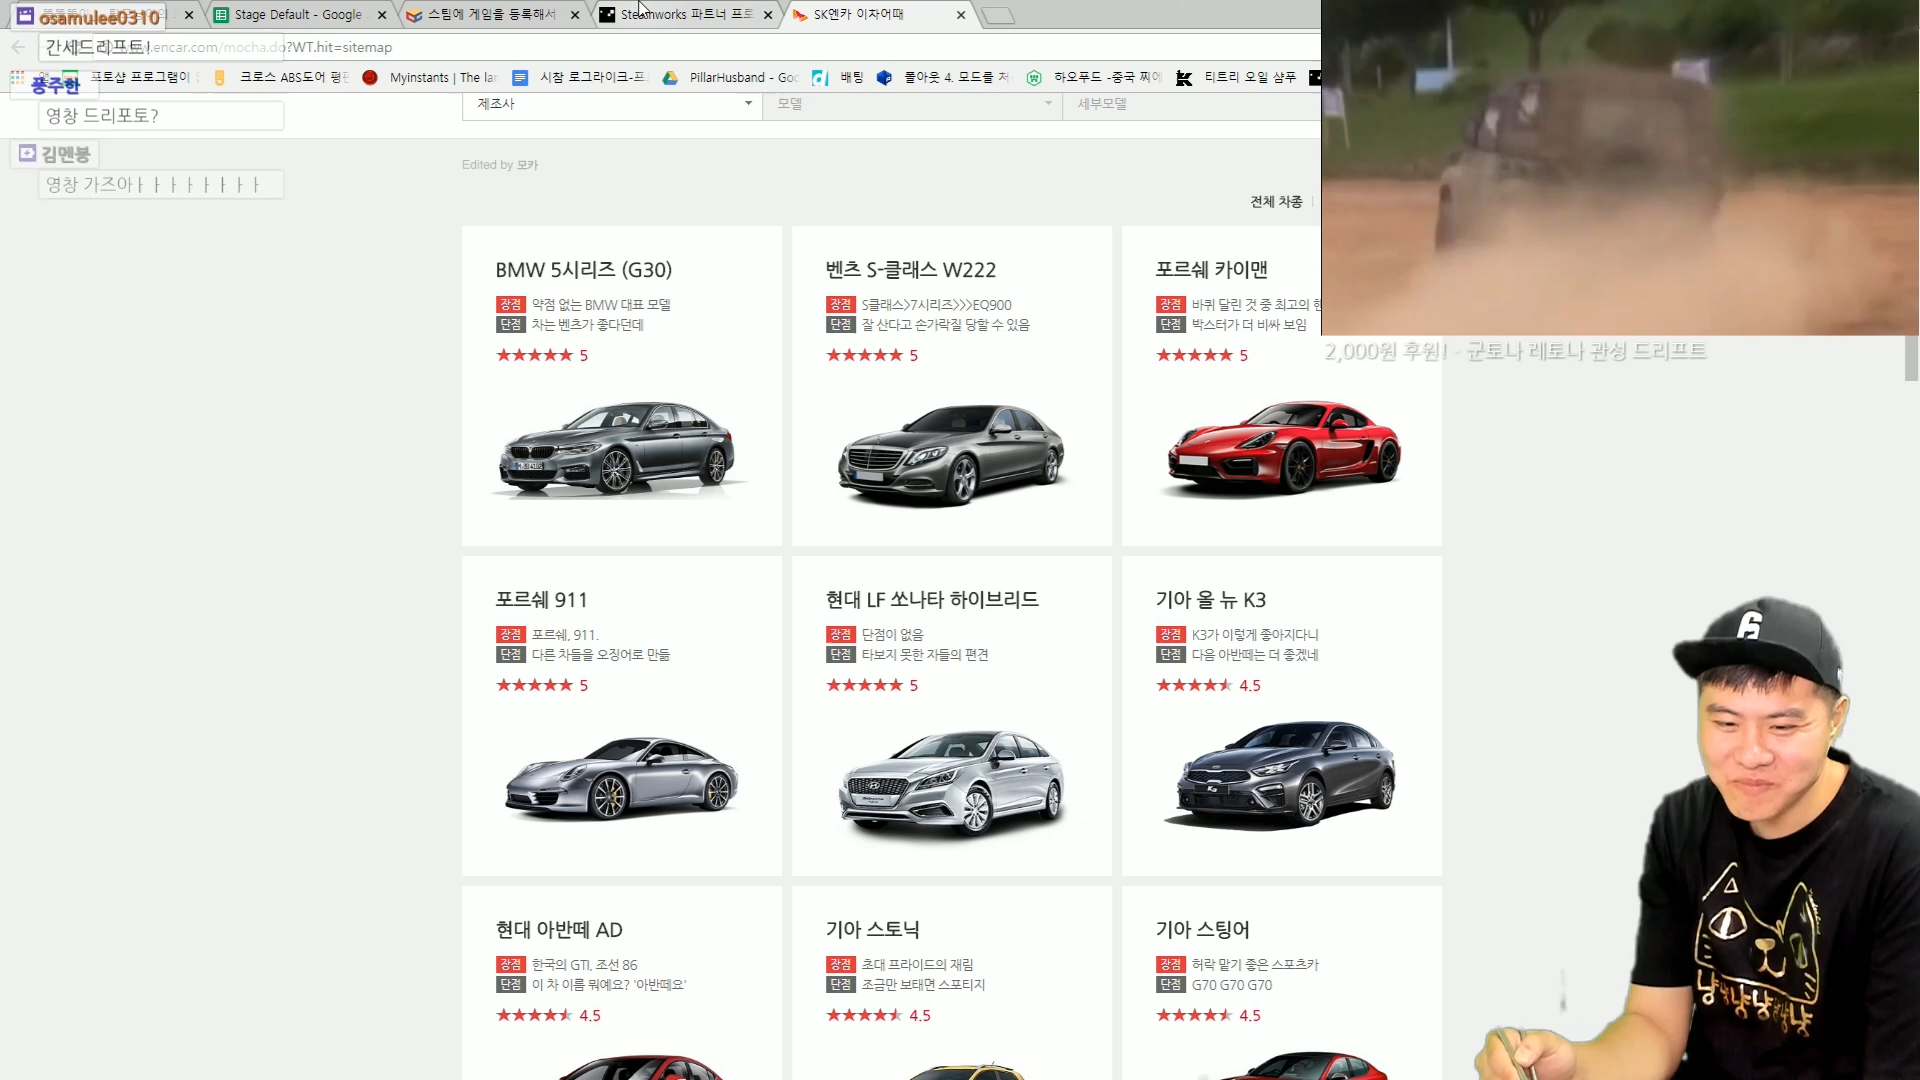 osamulee0310
간세드리프트!
풍주한
영창 드리포토?
김멘붕
영창 가즈아ㅏㅏㅏㅏㅏㅏㅏㅏ
Stage Default - Google
스팀에 게임을 등록해서
Steamworks 파트너 프로
SK엔카 이차어때
encar.com/mocha.do?WT.hit=sitemap
포토샵 프로그램이
크로스 ABS도어 평판
Myinstants | The lar
시참 로그라이크-프
PillarHusband - Goo
배팅
폴아웃 4. 모드를 처
하오푸드 -중국 찌에
티트리 오일 샴푸
제조사
모델
세부모델
Edited by 모카
전체 차종
BMW 5시리즈 (G30)
장점 약점 없는 BMW 대표 모델
단점 차는 벤츠가 좋다던데
★★★★★ 5
벤츠 S-클래스 W222
장점 S클래스>7시리즈>>>EQ900
단점 잘 산다고 손가락질 당할 수 있음
★★★★★ 5
포르쉐 카이맨
장점 바퀴 달린 것 중 최고의 핸
단점 박스터가 더 비싸 보임
★★★★★ 5
2,000원 후원! - 군토나 레토나 관성 드리프트
포르쉐 911
장점 포르쉐, 911.
단점 다른 차들을 오징어로 만듦
★★★★★ 5
현대 LF 쏘나타 하이브리드
장점 단점이 없음
단점 타보지 못한 자들의 편견
★★★★★ 5
기아 올 뉴 K3
장점 K3가 이렇게 좋아지다니
단점 다음 아반떼는 더 좋겠네
4.5
현대 아반떼 AD
장점 한국의 GTI, 조선 86
단점 이 차 이름 뭐예요? '아반떼요'
4.5
기아 스토닉
장점 초대 프라이드의 재림
단점 조금만 보태면 스포티지
4.5
기아 스팅어
장점 허락 맡기 좋은 스포츠카
단점 G70 G70 G70
4.5